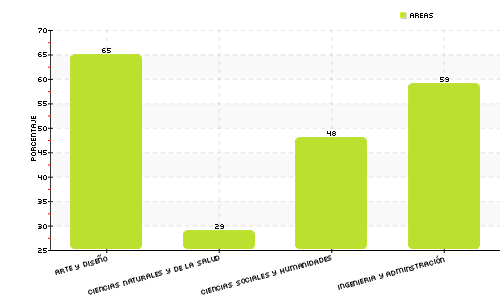 AREAS
70
65
60
55
50
45
40
35
30
25
PORCENTAJE
65
29
48
59
ARTE Y DISEÑO
CIENCIAS NATURALES Y DE LA SALUD
CIENCIAS SOCIALES Y HUMANIDADES
INGENIERIA Y ADMINSTRACIÓN